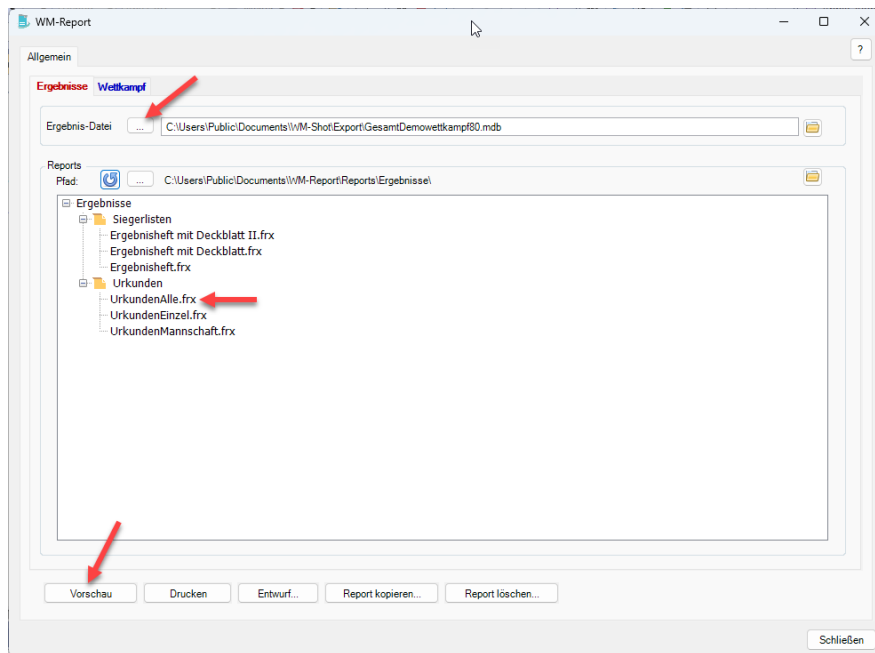 WM-Report
?
Allgemein
Ergebnisse Wettkampf
Ergebnis-Datei ... C:\Users\Public\Documents\WM-Shot\Export\GesamtDemowettkampf80.mdb
Reports
Pfad: ... C:\Users\Public\Documents\WM-Report\Reports\Ergebnisse\
Ergebnisse
Siegerlisten
Ergebnisheft mit Deckblatt II.frx
Ergebnisheft mit Deckblatt.frx
Ergebnisheft.frx
Urkunden
UrkundenAlle.frx
UrkundenEinzel.frx
UrkundenMannschaft.frx
Vorschau Drucken Entwurf... Report kopieren... Report löschen...
Schließen